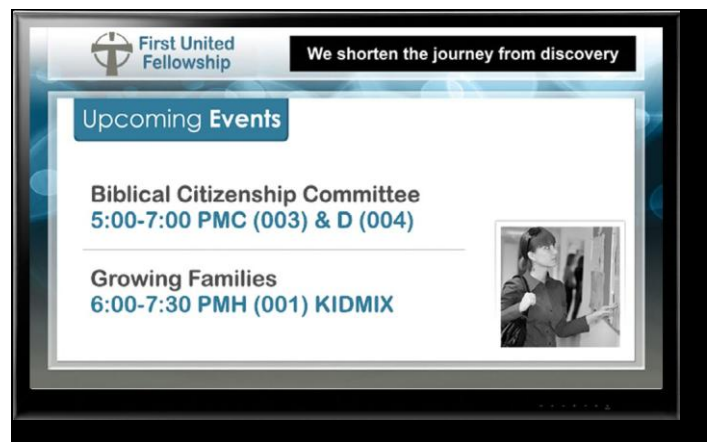 First United
Fellowship
We shorten the journey from discovery
Upcoming Events
Biblical Citizenship Committee
5:00-7:00 PMC (003) & D (004)
Growing Families
6:00-7:30 PMH (001) KIDMIX